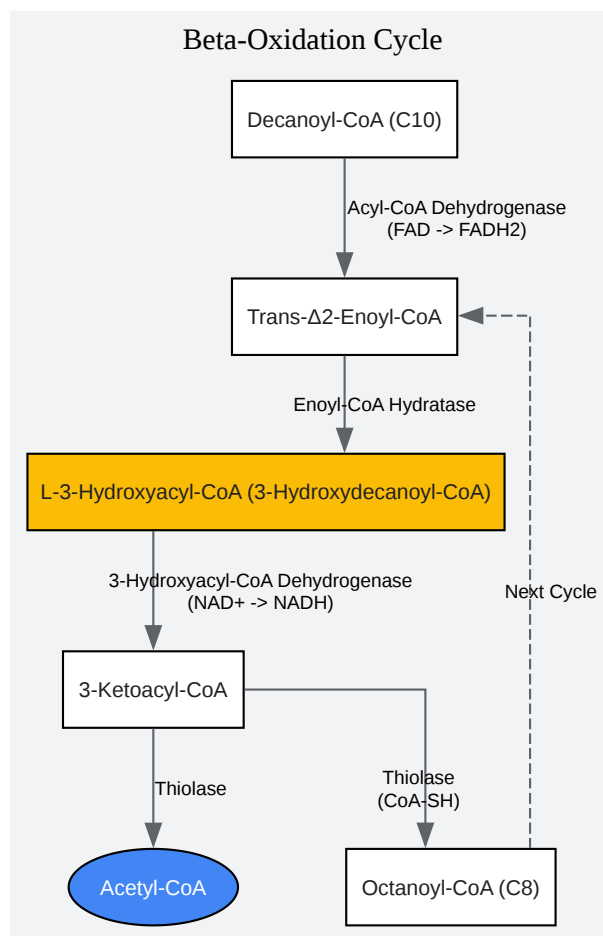 Beta-Oxidation Cycle
Decanoyl-CoA (C10)
Acyl-CoA Dehydrogenase
(FAD -> FADH2)
Trans-Δ2-Enoyl-CoA
Enoyl-CoA Hydratase
L-3-Hydroxyacyl-CoA (3-Hydroxydecanoyl-CoA)
3-Hydroxyacyl-CoA Dehydrogenase
(NAD+ -> NADH)
Next Cycle
3-Ketoacyl-CoA
Thiolase
Thiolase
(CoA-SH)
Acetyl-CoA
Octanoyl-CoA (C8)